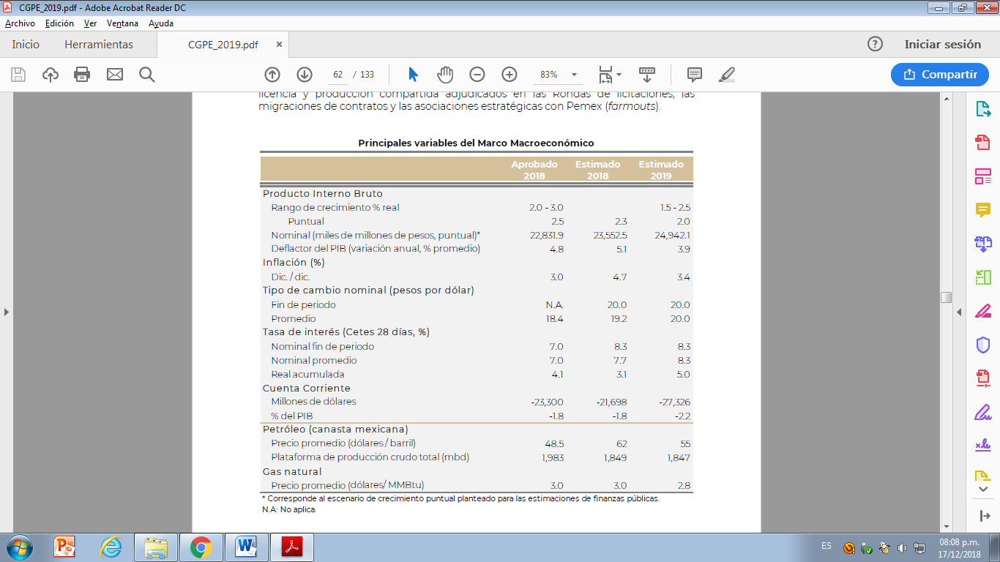 CGPE_2019.pdf - Adobe Acrobat Reader DC
Archivo Edición Ver Ventana Ayuda
Inicio Herramientas CGPE_2019.pdf × Iniciar sesión
62 / 133 83% Compartir
licencia y producción compartida adjudicados en las Rondas de licitaciones, las
migraciones de contratos y las asociaciones estratégicas con Pemex (farmouts).
Principales variables del Marco Macroeconómico
Aprobado Estimado Estimado
2018 2018 2019
Producto Interno Bruto
Rango de crecimiento % real 2.0 - 3.0 1.5 - 2.5
Puntual 2.5 2.3 2.0
Nominal (miles de millones de pesos, puntual)* 22,831.9 23,552.5 24,942.1
Deflactor del PIB (variación anual, % promedio) 4.8 5.1 3.9
Inflación (%)
Dic. / dic. 3.0 4.7 3.4
Tipo de cambio nominal (pesos por dólar)
Fin de periodo N.A. 20.0 20.0
Promedio 18.4 19.2 20.0
Tasa de interés (Cetes 28 días, %)
Nominal fin de periodo 7.0 8.3 8.3
Nominal promedio 7.0 7.7 8.3
Real acumulada 4.1 3.1 5.0
Cuenta Corriente
Millones de dólares -23,300 -21,698 -27,326
% del PIB -1.8 -1.8 -2.2
Petróleo (canasta mexicana)
Precio promedio (dólares / barril) 48.5 62 55
Plataforma de producción crudo total (mbd) 1,983 1,849 1,847
Gas natural
Precio promedio (dólares/ MMBtu) 3.0 3.0 2.8
* Corresponde al escenario de crecimiento puntual planteado para las estimaciones de finanzas públicas.
N.A: No aplica.
ES 08:08 p.m.
17/12/2018